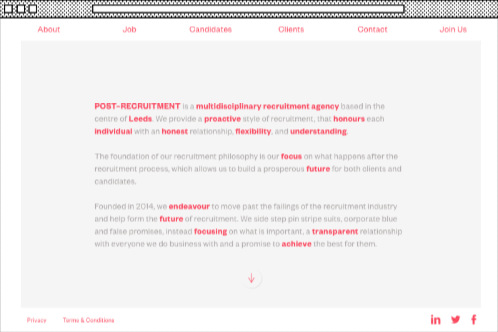 About Job Candidates Clients Contact Join Us
POST-RECRUITMENT is a multidisciplinary recruitment agency based in the
centre of Leeds. We provide a proactive style of recruitment, that honours each
individual with an honest relationship, flexibility, and understanding.
The foundation of our recruitment philosophy is our focus on what happens after the
recruitment process, which allows us to build a prosperous future for both clients and
candidates.
Founded in 2014, we endeavour to move past the failings of the recruitment industry
and help form the future of recruitment. We side step pin stripe suits, corporate blue
and false promises, instead focusing on what is important, a transparent relationship
with everyone we do business with and a promise to achieve the best for them.
Privacy Terms & Conditions in f